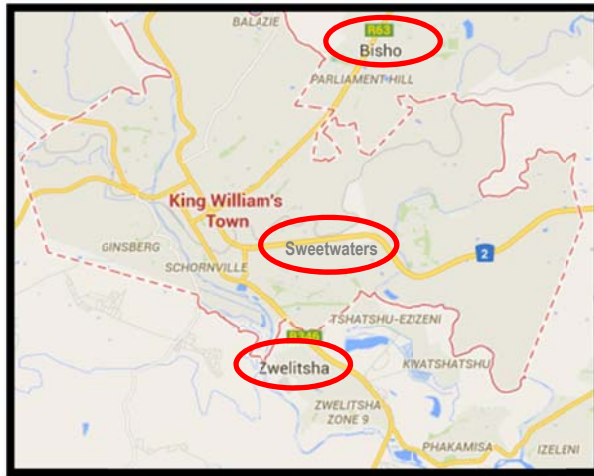 BALAZIE
R63
Bisho
PARLIAMENT HILL
King William's
Town
GINSBERG
Sweetwaters
2
SCHORNVILLE
TSHATSHU-EZIZENI
R346
Zwelitsha
KWATSHATSHU
ZWELITSHA
ZONE 9
PHAKAMISA
IZELENI